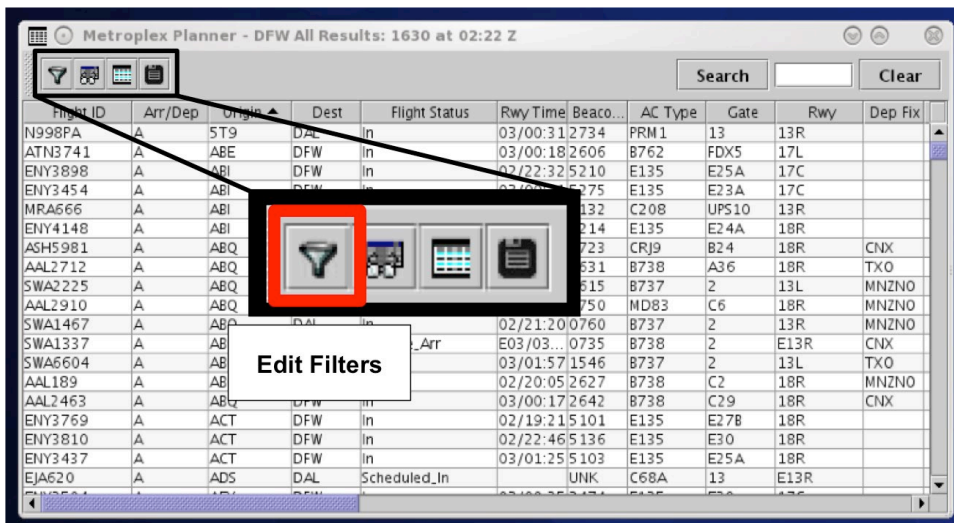 Metroplex Planner - DFW All Results: 1630 at 02:22 Z
Search Clear
Flight ID Arr/Dep Origin Dest Flight Status Rwy Time Beaco... AC Type Gate Rwy Dep Fix
N998PA A 5T9 DAL In 03/00:31 2734 PRM1 13 13R
ATN3741 A ABE DFW In 03/00:18 2606 B762 FDX5 17L
ENY3898 A ABI DFW In 02/22:32 5210 E135 E25A 17C
ENY3454 A ABI DFW In 5275 E135 E23A 17C
MRA666 A ABI 132 C208 UPS10 13R
ENY4148 A ABI 214 E135 E24A 18R
ASH5981 A ABQ 723 CRJ9 B24 18R CNX
AAL2712 A ABQ 631 B738 A36 18R TXO
SWA2225 A ABQ 615 B737 2 13L MNZNO
AAL2910 A ABQ 750 MD83 C6 18R MNZNO
SWA1467 A ABQ DAL In 02/21:20 0760 B737 2 13R MNZNO
SWA1337 A AB _Arr E03/03... 0735 B738 2 E13R CNX
SWA6604 A AB 03/01:57 1546 B737 2 13L TXO
AAL189 A AB 02/20:05 2627 B738 C2 18R MNZNO
AAL2463 A ABQ DFW In 03/00:17 2642 B738 C29 18R CNX
Edit Filters
ENY3769 A ACT DFW In 02/19:21 5101 E135 E27B 18R
ENY3810 A ACT DFW In 02/22:46 5136 E135 E30 18R
ENY3437 A ACT DFW In 03/01:25 5103 E135 E25A 18R
EJA620 A ADS DAL Scheduled_In UNK C68A 13 E13R